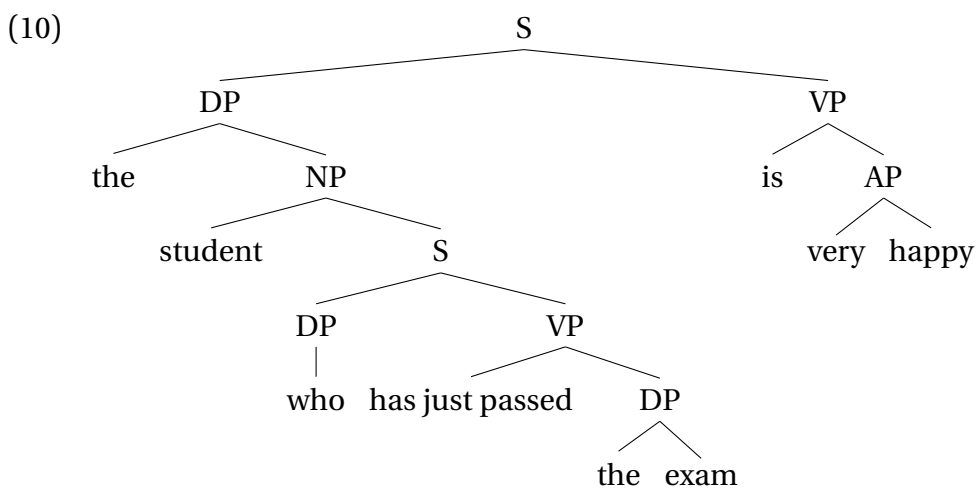 (10) S
DP VP
the NP is AP
student S very happy
DP VP
who has just passed DP
the exam